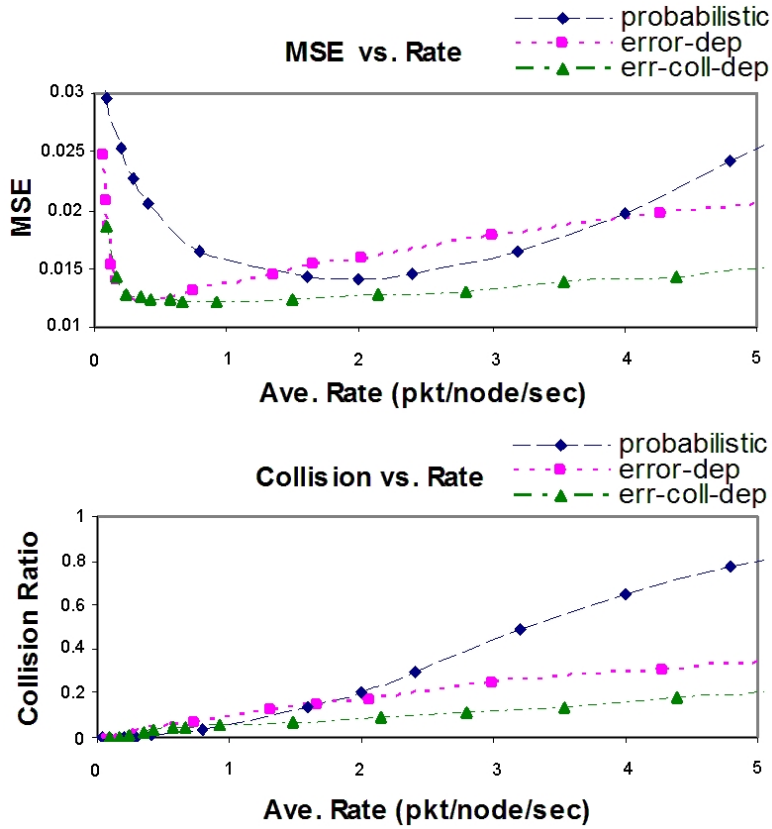 probabilistic
MSE vs. Rate
error-dep
err-coll-dep
0.03
0.025
0.02
0.015
0.01
MSE
0 1 2 3 4 5
Ave. Rate (pkt/node/sec)
probabilistic
Collision vs. Rate
error-dep
err-coll-dep
1
0.8
0.6
0.4
0.2
0
Collision Ratio
0 1 2 3 4 5
Ave. Rate (pkt/node/sec)